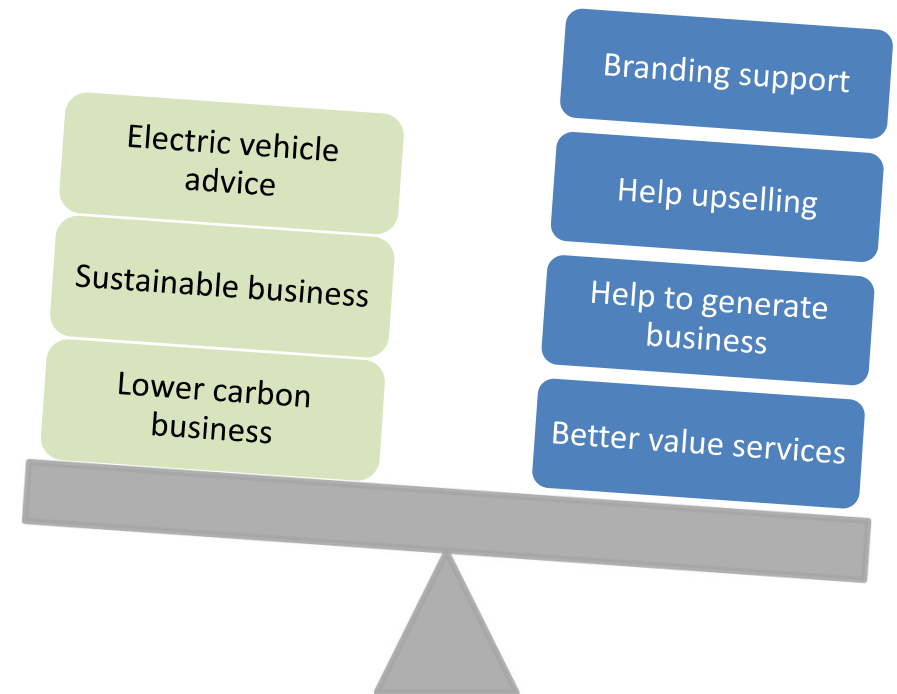 Electric vehicle
advice
Sustainable business
Lower carbon
business
Branding support
Help upselling
Help to generate
business
Better value services